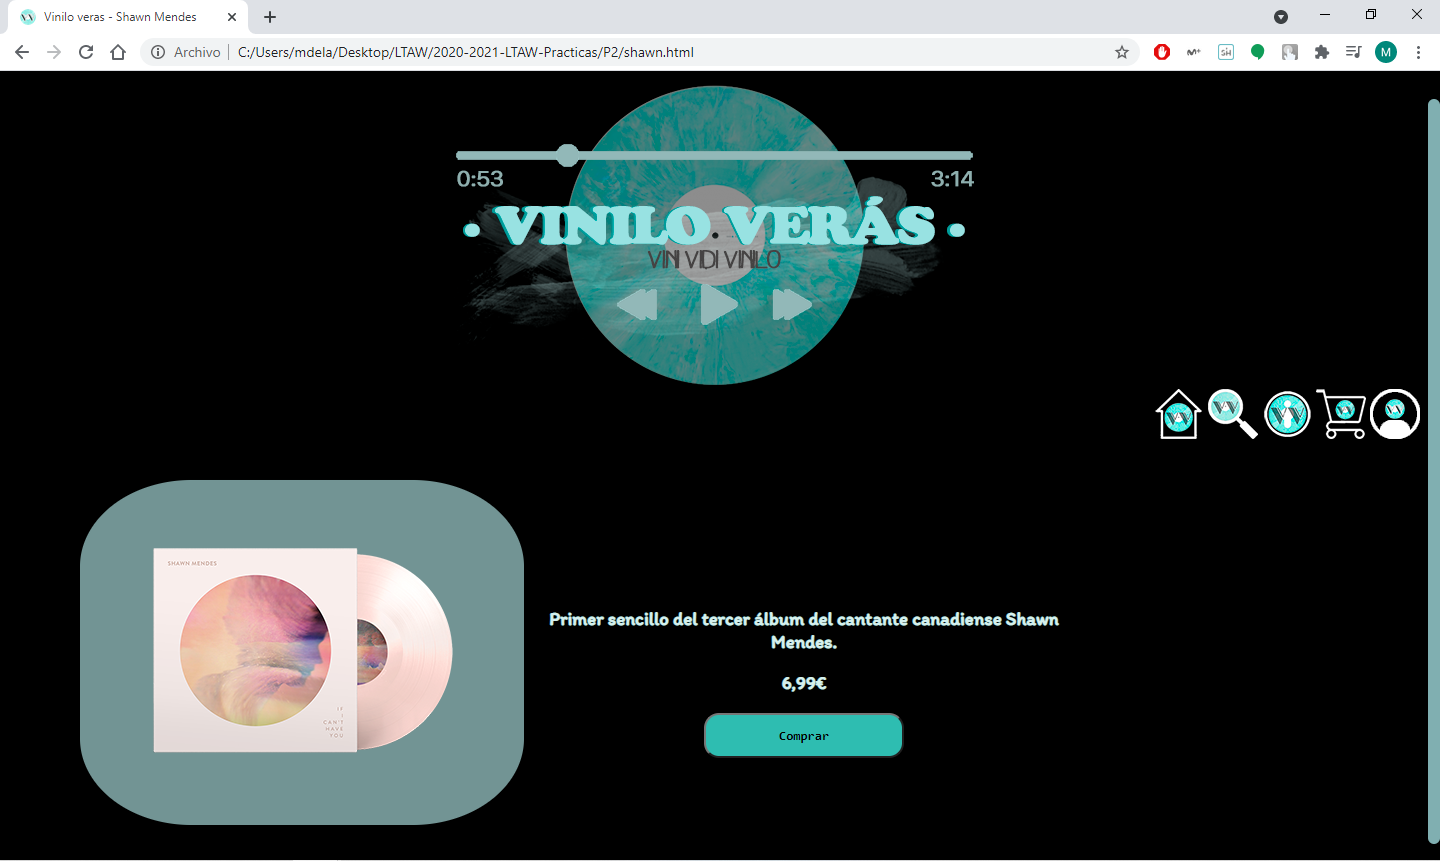 Vinilo veras - Shawn Mendes
Archivo | C:/Users/mdela/Desktop/LTAW/2020-2021-LTAW-Practicas/P2/shawn.html
M
0:53 3:14
• VINILO VERÁS •
VINI VIDI VINILO
SHAWN MENDES
IF
I
CAN'T
HAVE
YOU
Primer sencillo del tercer álbum del cantante canadiense Shawn
Mendes.
6,99€
Comprar